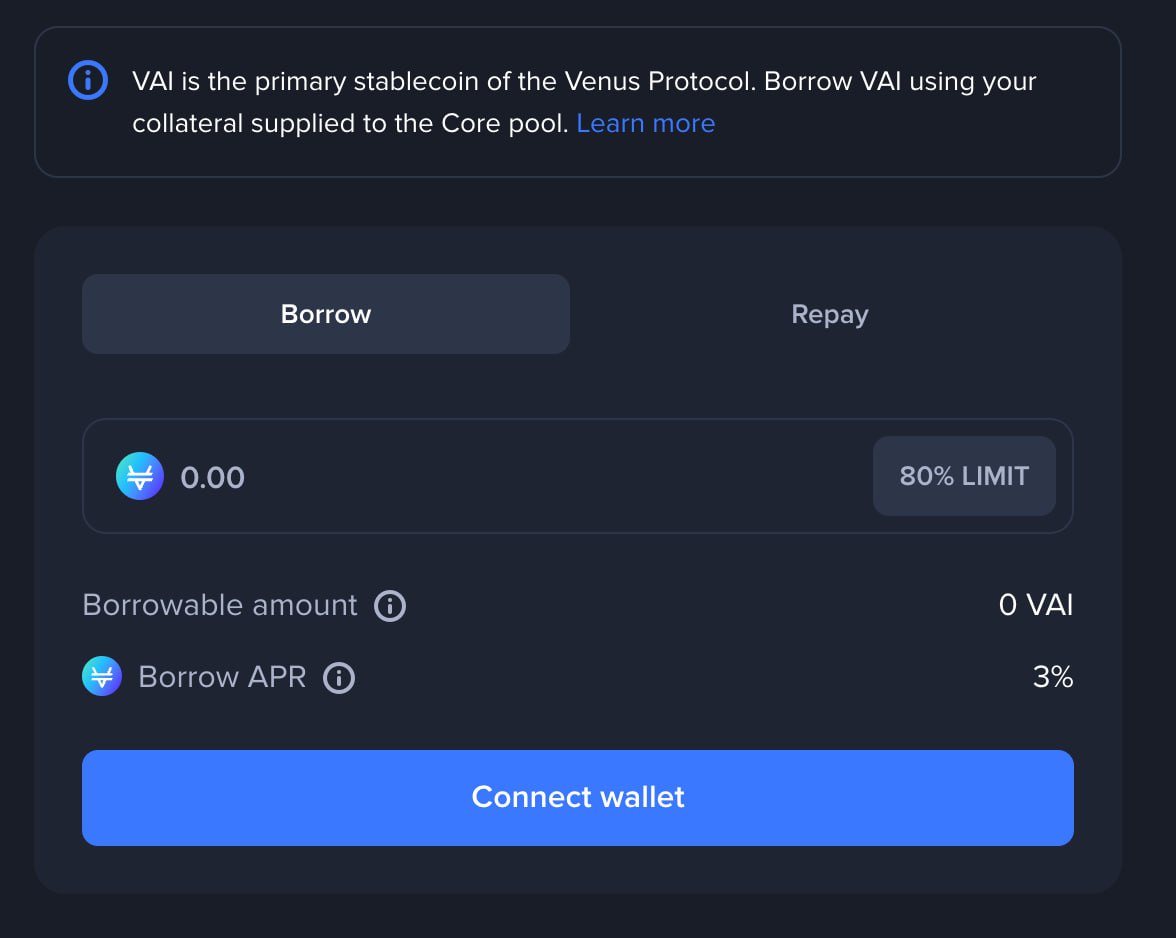 VAI is the primary stablecoin of the Venus Protocol. Borrow VAI using your
collateral supplied to the Core pool. Learn more
Borrow
Repay
0.00
80% LIMIT
Borrowable amount
0 VAI
Borrow APR
3%
Connect wallet